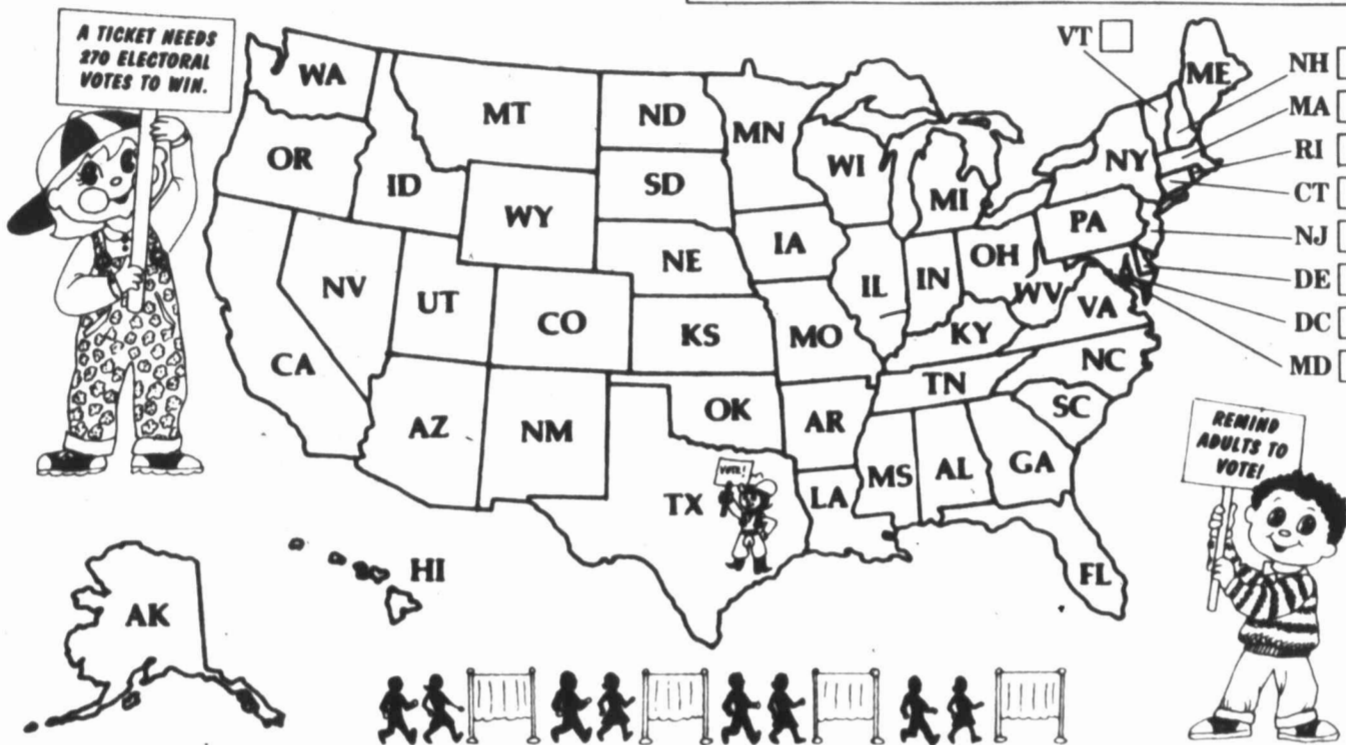 A TICKET NEEDS
270 ELECTORAL
VOTES TO WIN.
VT
WA
MT
ND
MN
ME
NH
MA
OR
ID
SD
WI
MI
NY
RI
CT
WY
IA
PA
NJ
NE
OH
DE
NV
UT
IL
IN
WV
VA
DC
CO
KS
MO
KY
MD
CA
TN
NC
AZ
NM
OK
AR
SC
REMIND
ADULTS TO
VOTE!
MS
AL
GA
VOTE!
TX
LA
HI
FL
AK